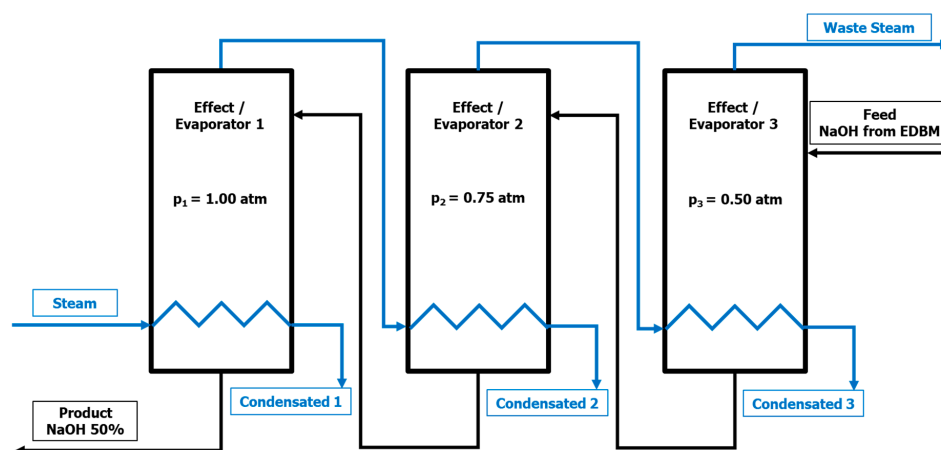 Waste Steam
Effect /
Evaporator 1
Effect /
Evaporator 2
Effect /
Evaporator 3
Feed
NaOH from EDBM
p₁ = 1.00 atm
p₂ = 0.75 atm
p₃ = 0.50 atm
Steam
Condensated 1
Condensated 2
Condensated 3
Product
NaOH 50%